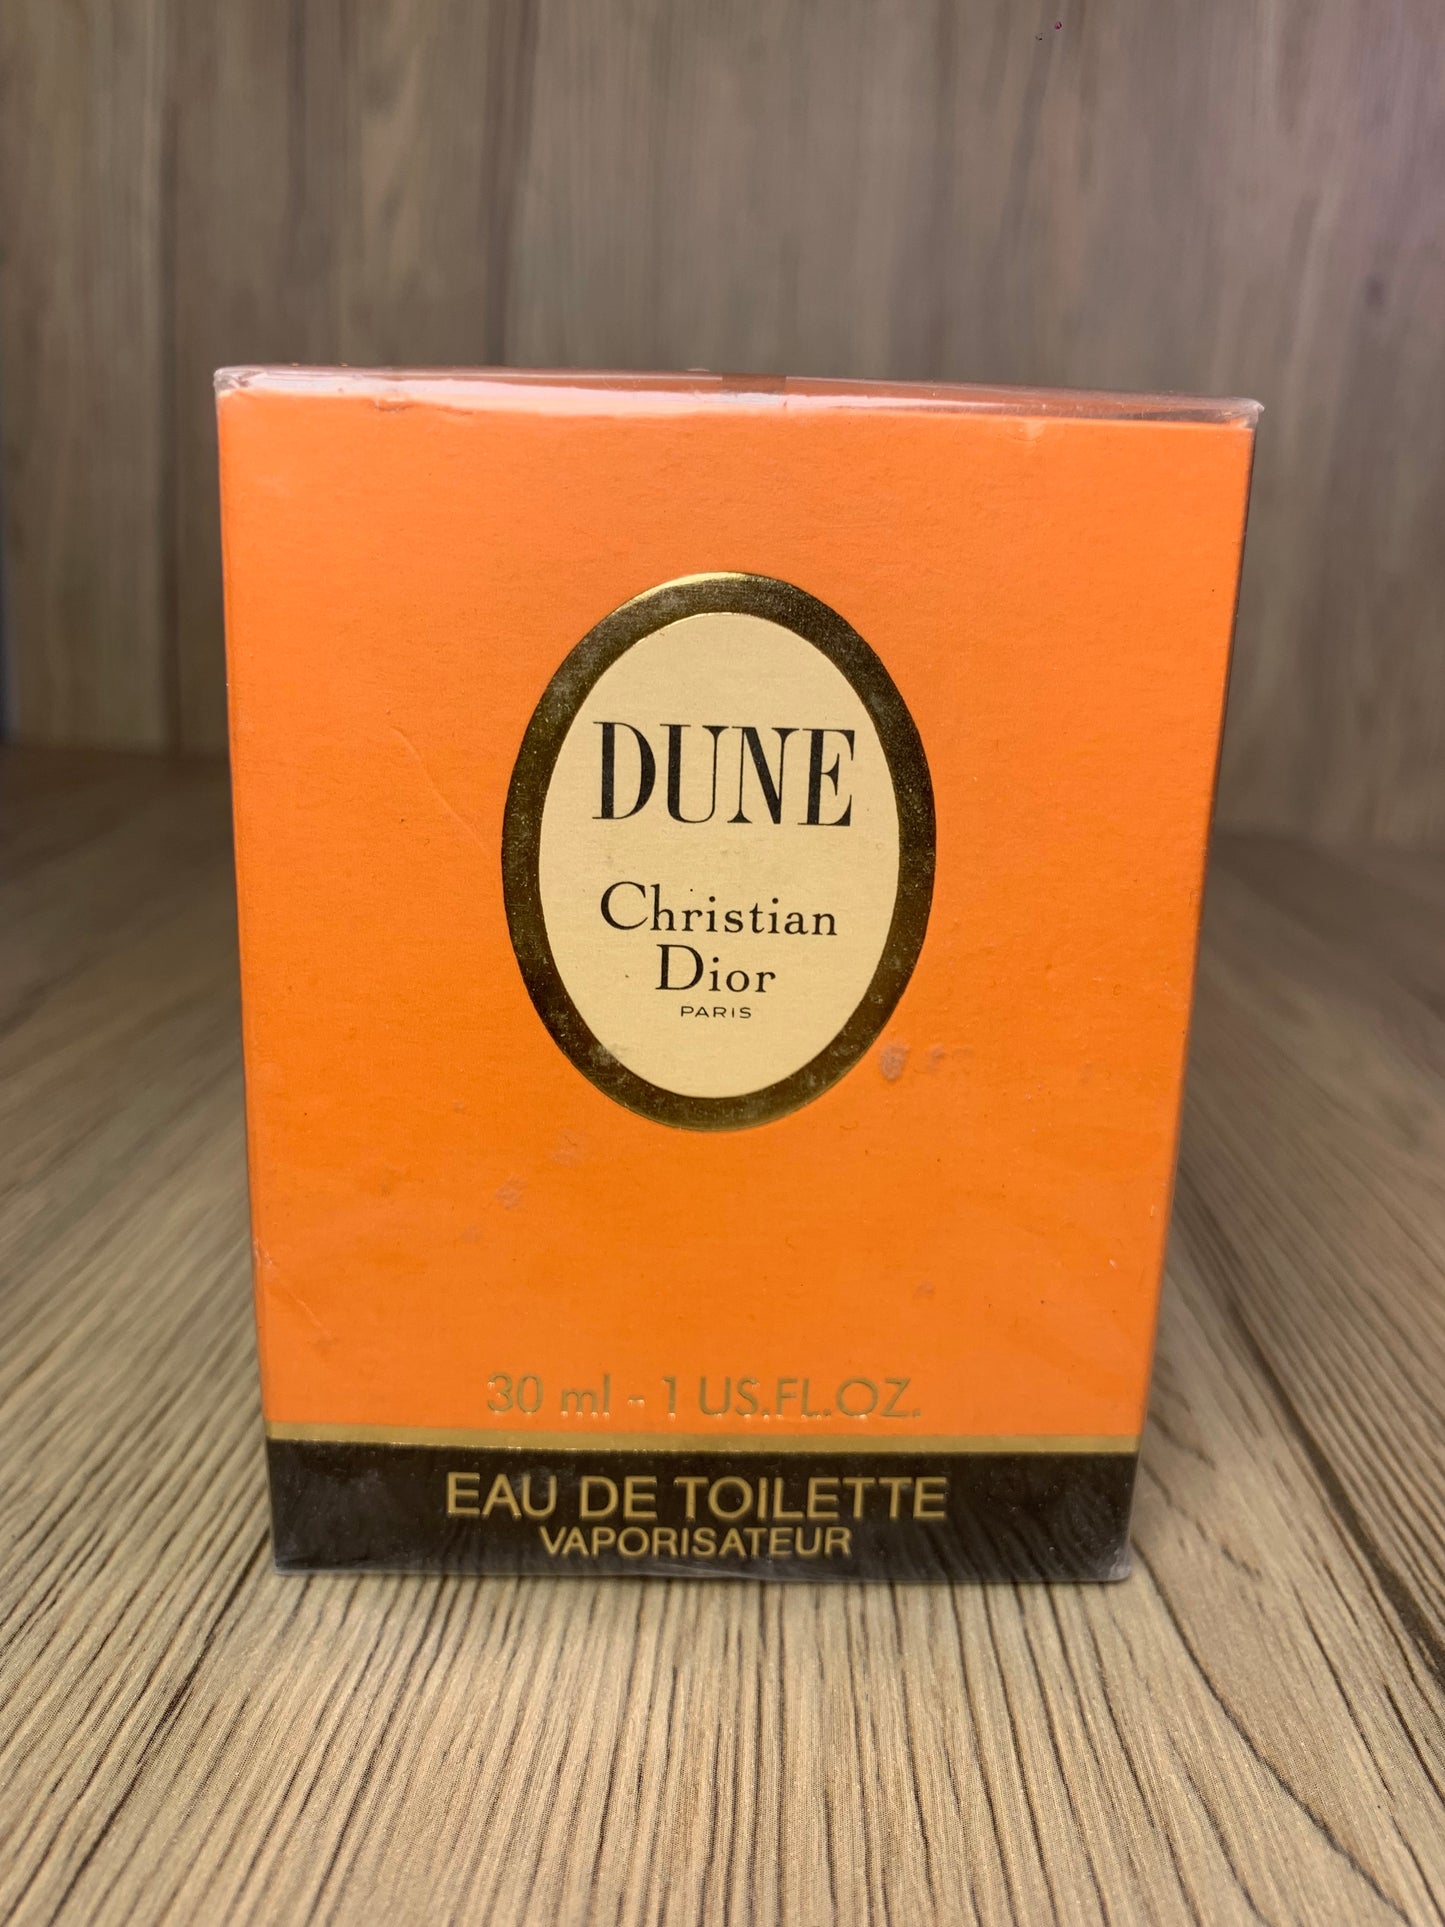 DUNE
Christian
Dior
PARIS
30 ml - 1 US.FL.OZ.
EAU DE TOILETTE
VAPORISATEUR